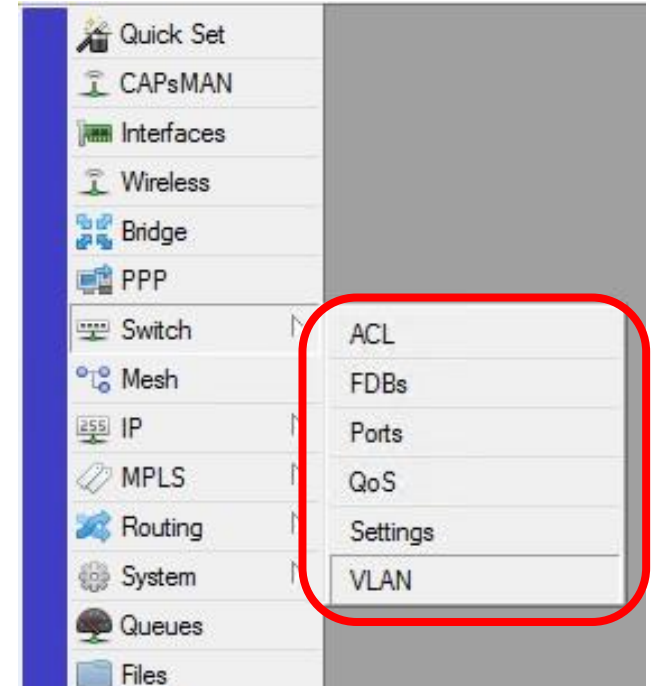 Quick Set
CAPsMAN
Interfaces
Wireless
Bridge
PPP
Switch
Mesh
255 IP
MPLS
Routing
System
Queues
Files
ACL
FDBs
Ports
QoS
Settings
VLAN